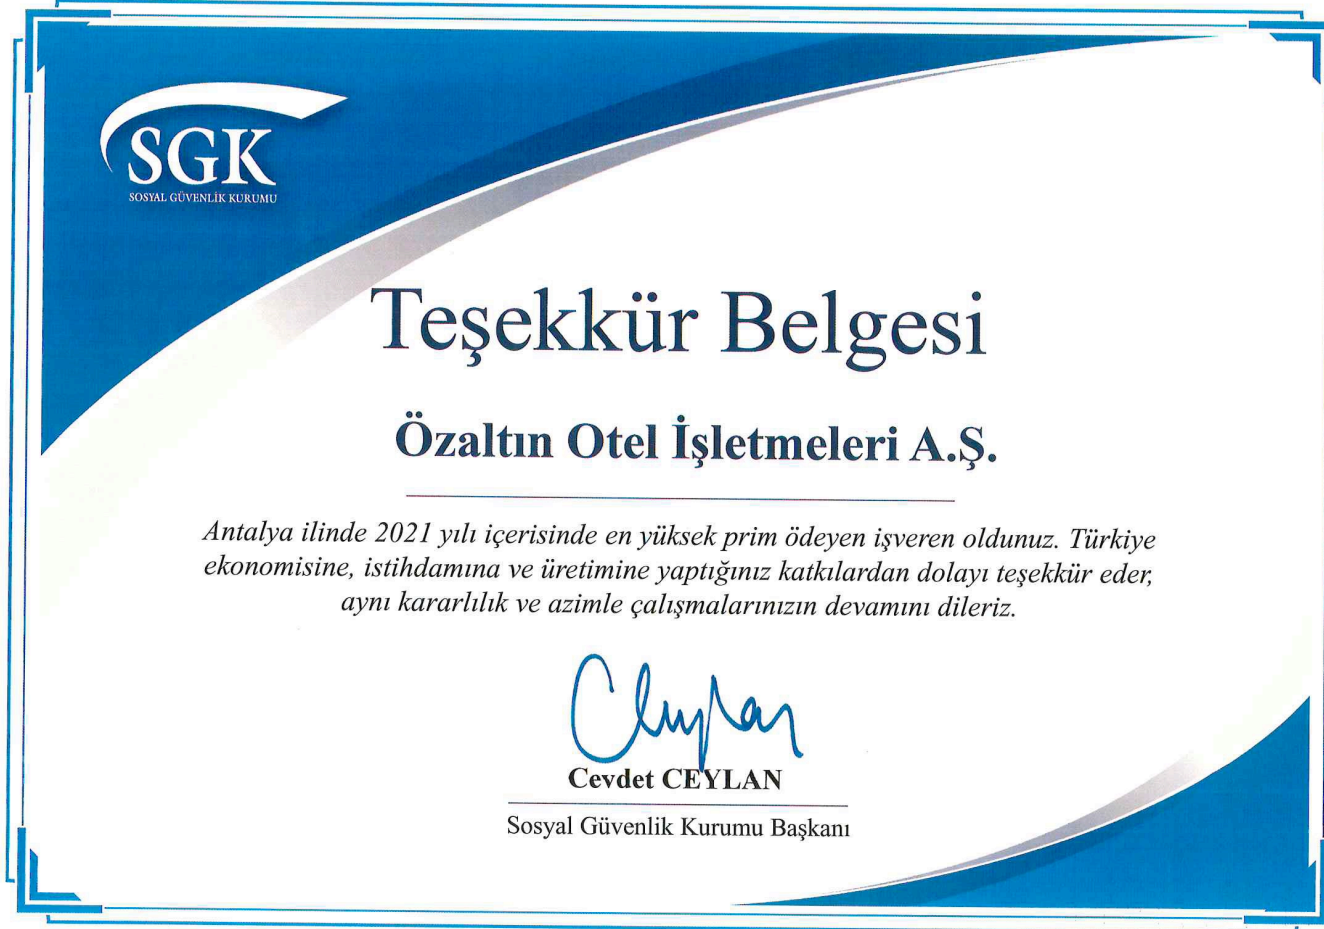 SGK
SOSYAL GÜVENLİK KURUMU
Teşekkür Belgesi
Özaltın Otel İşletmeleri A.Ş.
Antalya ilinde 2021 yılı içerisinde en yüksek prim ödeyen işveren oldunuz. Türkiye
ekonomisine, istihdamına ve üretimine yaptığınız katkılardan dolayı teşekkür eder,
aynı kararlılık ve azimle çalışmalarınızın devamını dileriz.
Cevdet CEYLAN
Sosyal Güvenlik Kurumu Başkanı